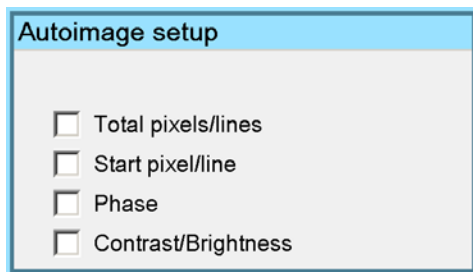 Autoimage setup
Total pixels/lines
Start pixel/line
Phase
Contrast/Brightness